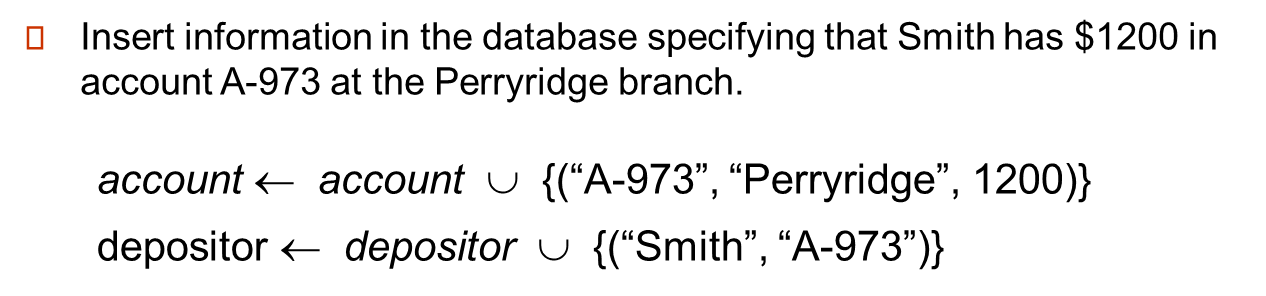 Insert information in the database specifying that Smith has $1200 in
account A-973 at the Perryridge branch.
account ← account ∪ {(“A-973”, “Perryridge”, 1200)}
depositor ← depositor ∪ {(“Smith”, “A-973”)}